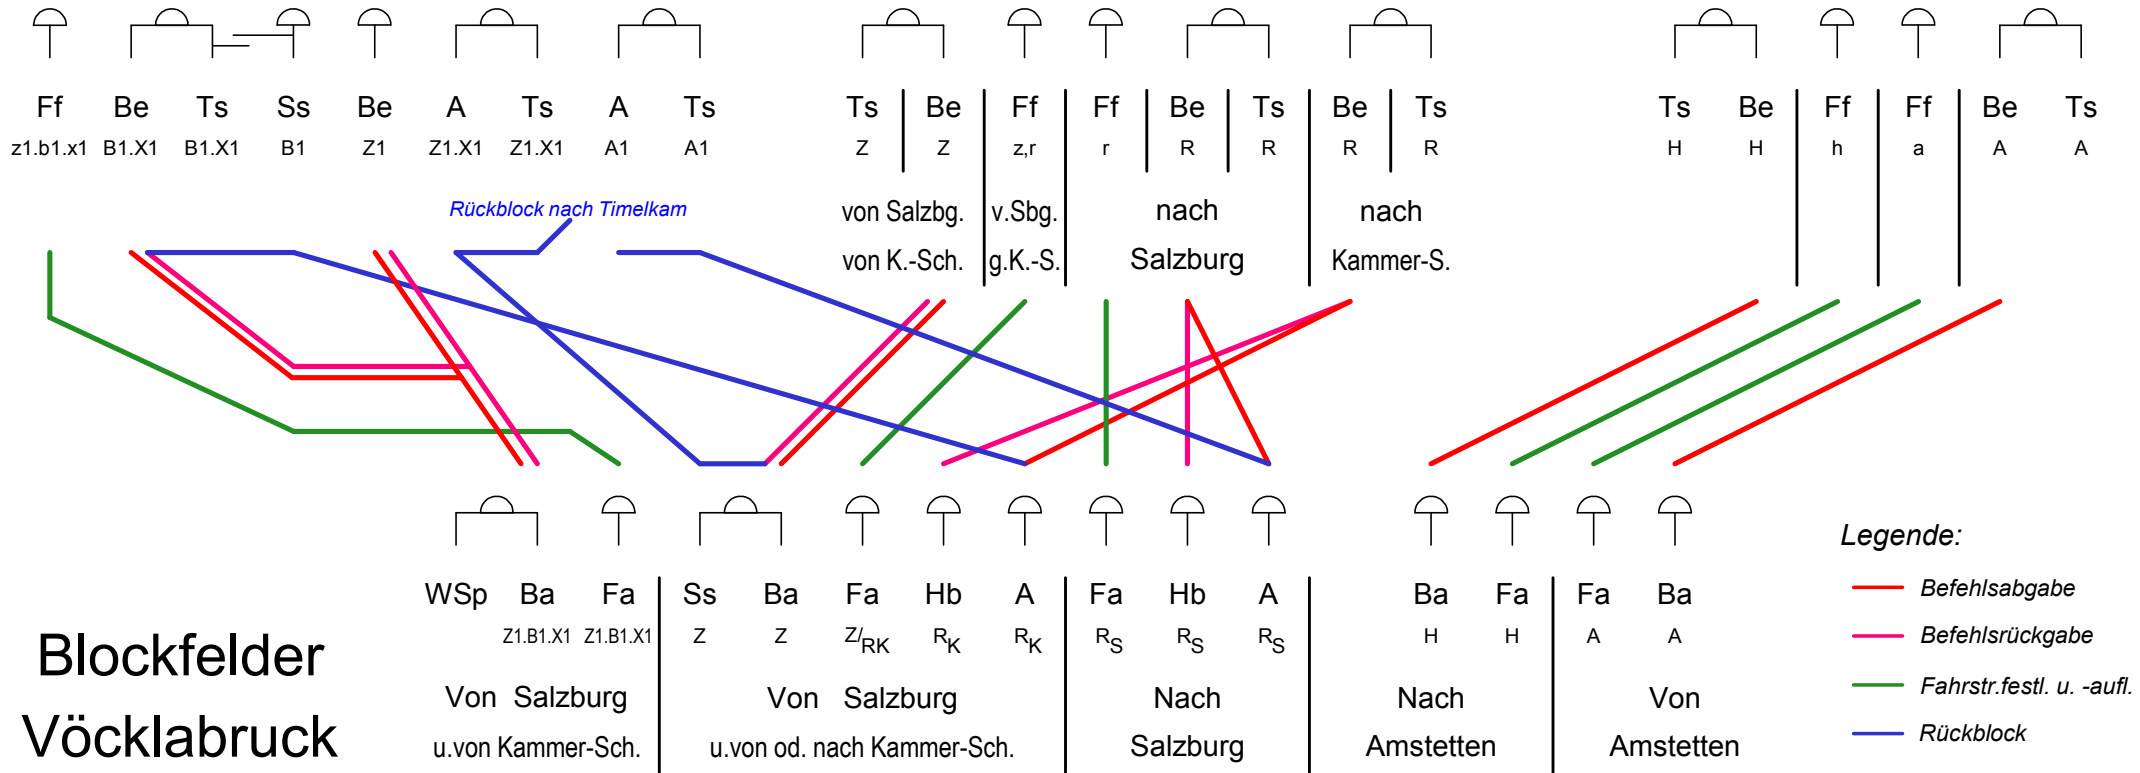 Ff Be Ts Ss Be A Ts A Ts Ts Be Ff Ff Be Ts Be Ts Ts Be Ff Ff Be Ts
z1.b1.x1 B1.X1 B1.X1 B1 Z1 Z1.X1 Z1.X1 A1 A1 Z Z z,r r R R R R H H h a A A
Rückblock nach Timelkam
von Salzbg. v.Sbg. nach nach
von K.-Sch. g.K.-S. Salzburg Kammer-S.
Legende:
WSp Ba Fa Ss Ba Fa Hb A Fa Hb A Ba Fa Fa Ba
Z1.B1.X1 Z1.B1.X1 Z Z Z/RK RK RK RS RS RS H H A A
Von Salzburg Von Salzburg Nach Nach Von
u.von Kammer-Sch. u.von od. nach Kammer-Sch. Salzburg Amstetten Amstetten
Befehlsabgabe
Befehlsrückgabe
Fahrstr.festl. u. -aufl.
Rückblock
Blockfelder
Vöcklabruck